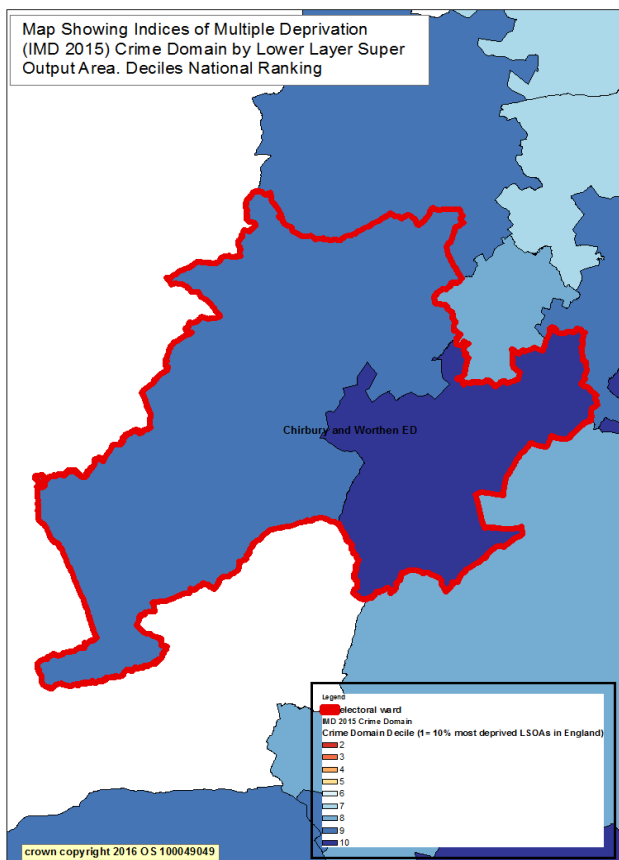 Map Showing Indices of Multiple Deprivation
(IMD 2015) Crime Domain by Lower Layer Super
Output Area. Deciles National Ranking
Chirbury and Worthen ED
Legend
electoral ward
IMD 2015 Crime Domain
Crime Domain Decile (1= 10% most deprived LSOAs in England)
2
3
4
5
6
7
8
9
10
crown copyright 2016 OS 100049049